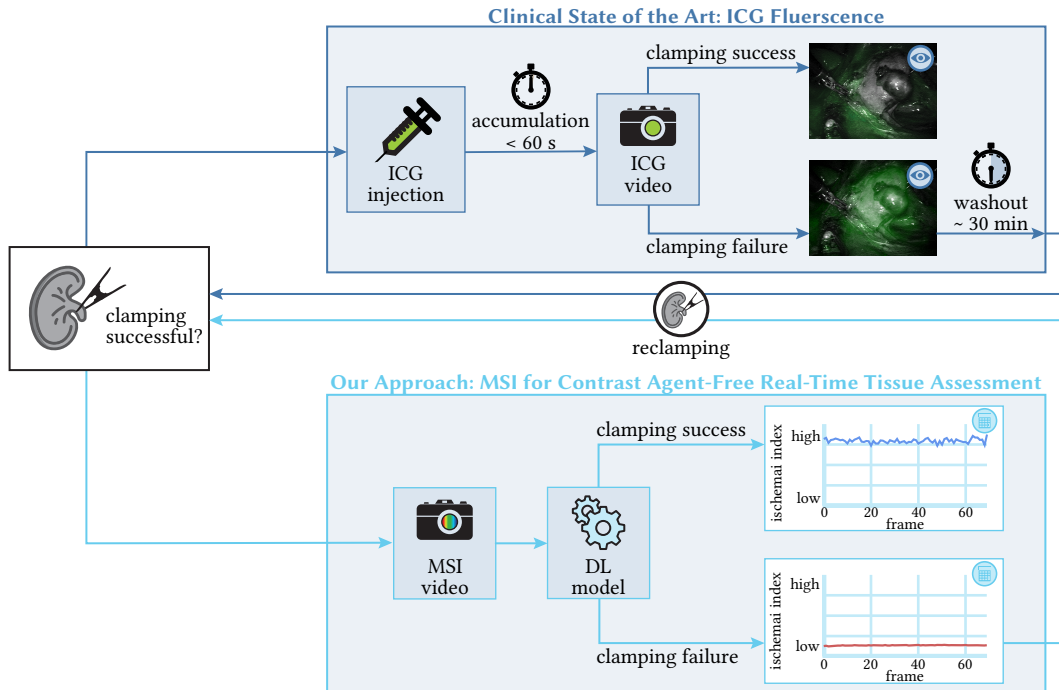 Clinical State of the Art: ICG Fluerscence
clamping success
accumulation
< 60 s
ICG
injection
ICG
video
clamping failure
washout
~ 30 min
clamping
successful?
reclamping
Our Approach: MSI for Contrast Agent-Free Real-Time Tissue Assessment
clamping success
MSI
video
DL
model
clamping failure
ischemai index
high
low
0 20 40 60
frame
ischemai index
high
low
0 20 40 60
frame